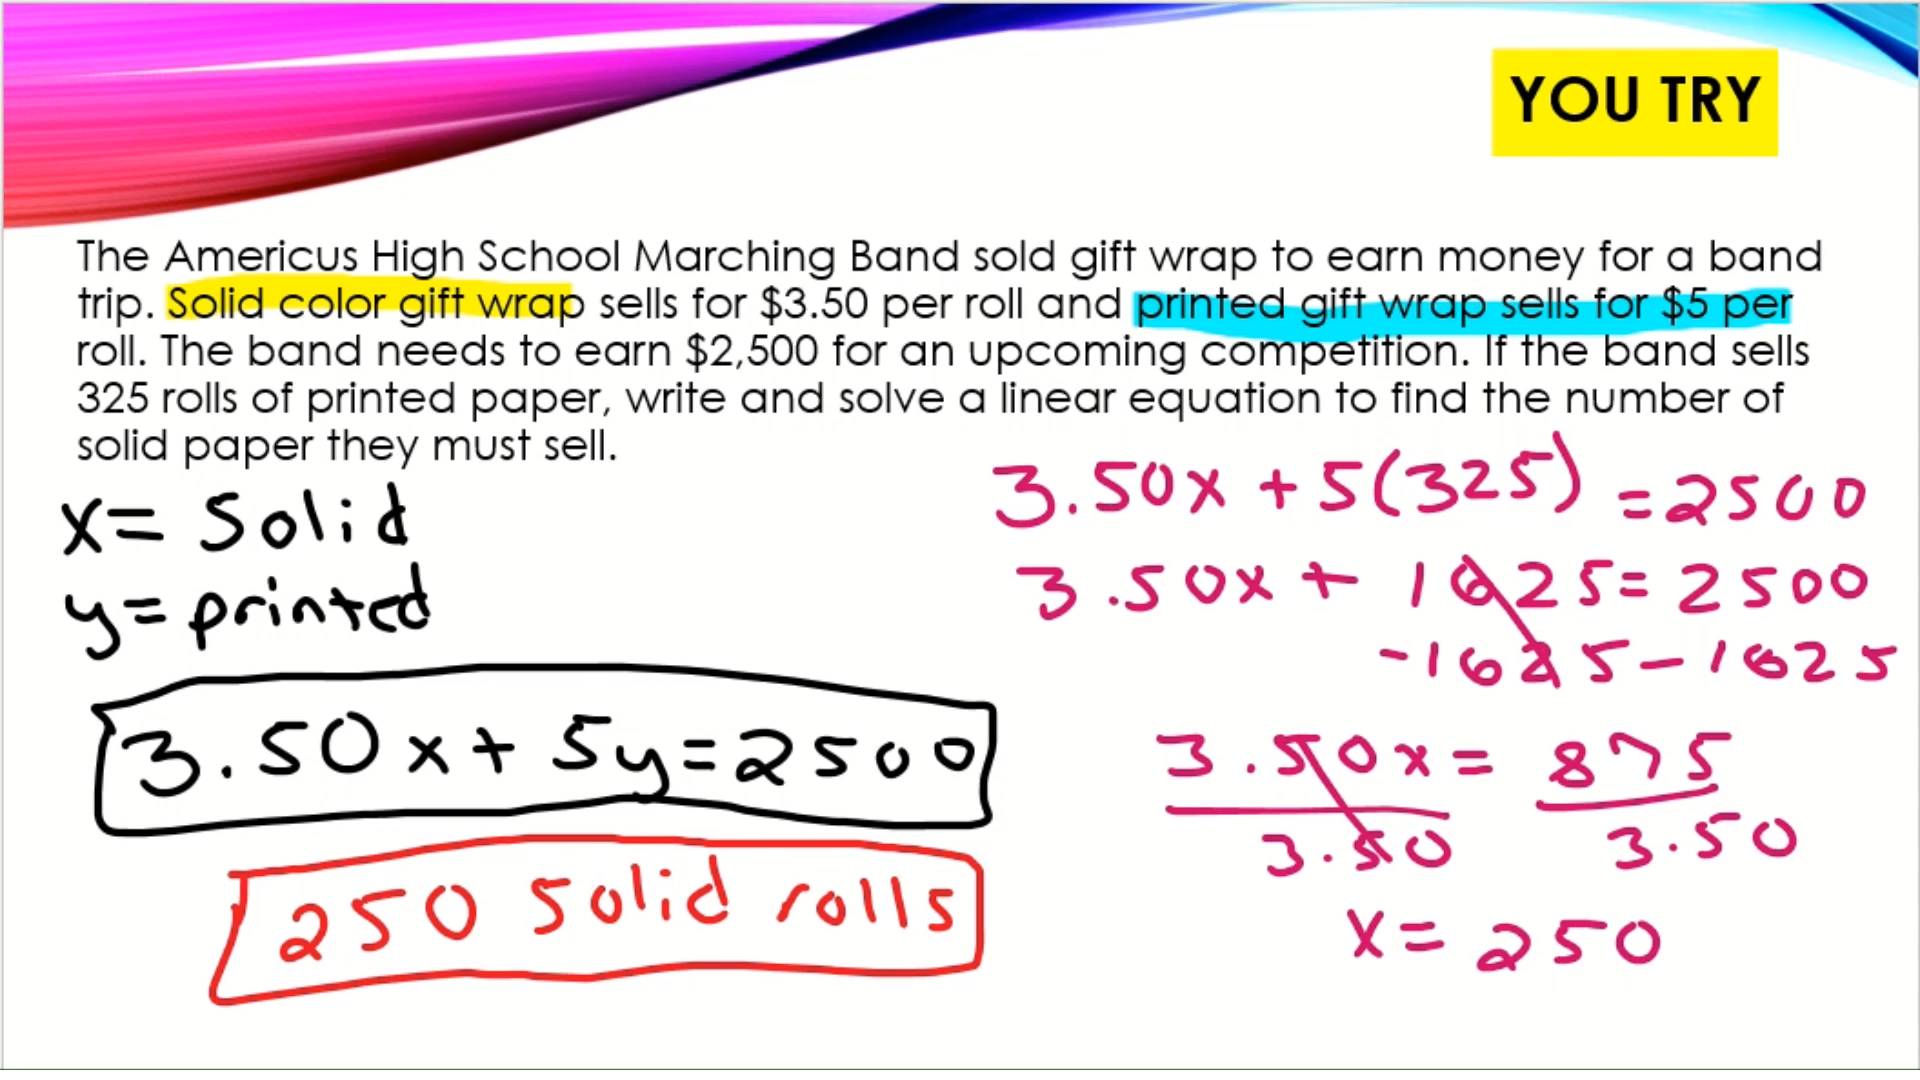 YOU TRY
The Americus High School Marching Band sold gift wrap to earn money for a band
trip. Solid color gift wrap sells for $3.50 per roll and printed gift wrap sells for $5 per
roll. The band needs to earn $2,500 for an upcoming competition. If the band sells
325 rolls of printed paper, write and solve a linear equation to find the number of
solid paper they must sell.
x= Solid
y= printed
3.50x+5y=2500
250 solid rolls
3.50x+5(325)=2500
3.50x+1625=2500
-1625-1625
3.50x=875
3.50 3.50
x=250